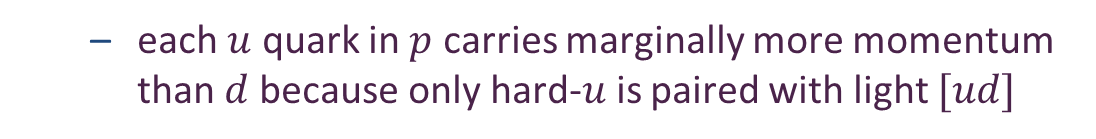 – each u quark in p carries marginally more momentum
than d because only hard-u is paired with light [ud]